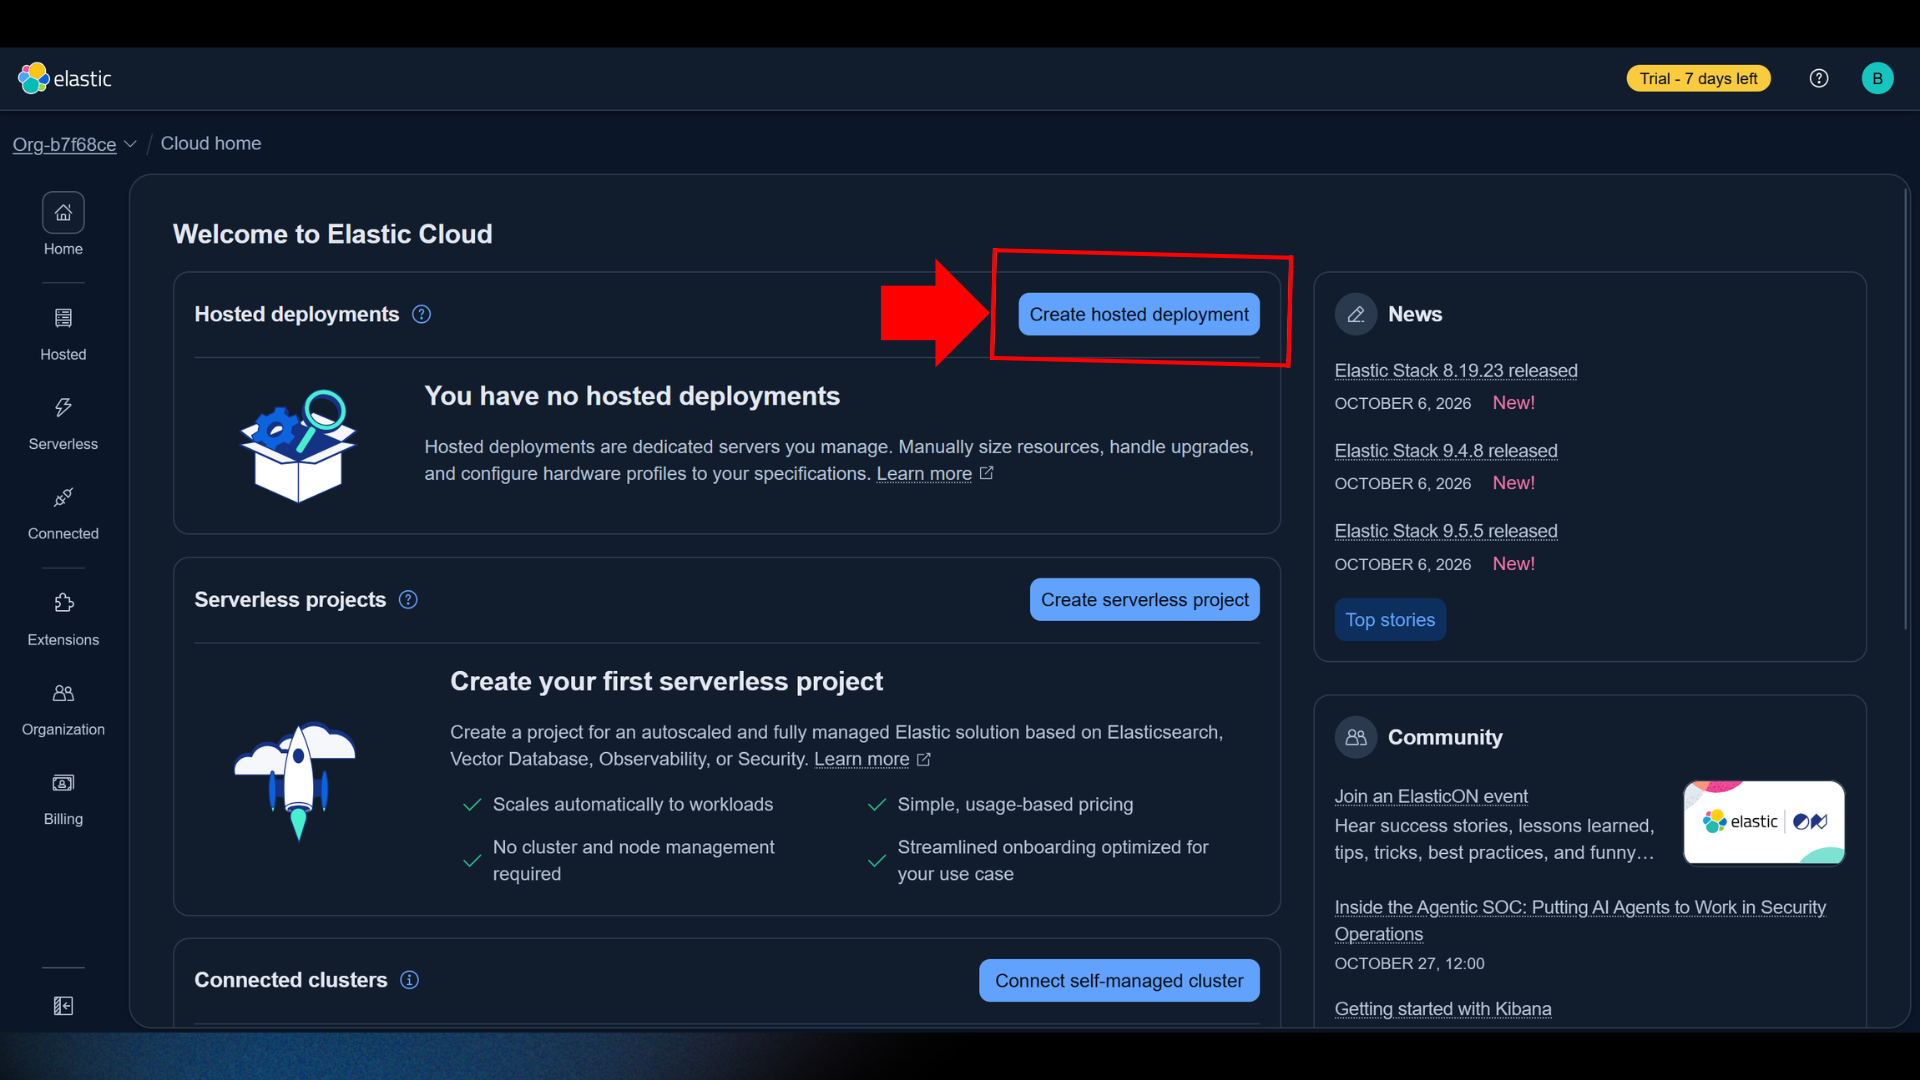 elastic
Trial - 7 days left
B
Org-b7f68ce / Cloud home
Home
Hosted
Serverless
Connected
Extensions
Organization
Billing
Welcome to Elastic Cloud
Hosted deployments
Create hosted deployment
You have no hosted deployments
Hosted deployments are dedicated servers you manage. Manually size resources, handle upgrades,
and configure hardware profiles to your specifications. Learn more
Serverless projects
Create serverless project
Create your first serverless project
Create a project for an autoscaled and fully managed Elastic solution based on Elasticsearch,
Vector Database, Observability, or Security. Learn more
Scales automatically to workloads
Simple, usage-based pricing
No cluster and node management
required
Streamlined onboarding optimized for
your use case
Connected clusters
Connect self-managed cluster
News
Elastic Stack 8.19.23 released
OCTOBER 6, 2026 New!
Elastic Stack 9.4.8 released
OCTOBER 6, 2026 New!
Elastic Stack 9.5.5 released
OCTOBER 6, 2026 New!
Top stories
Community
Join an ElasticON event
Hear success stories, lessons learned,
tips, tricks, best practices, and funny…
elastic ON
Inside the Agentic SOC: Putting AI Agents to Work in Security
Operations
OCTOBER 27, 12:00
Getting started with Kibana